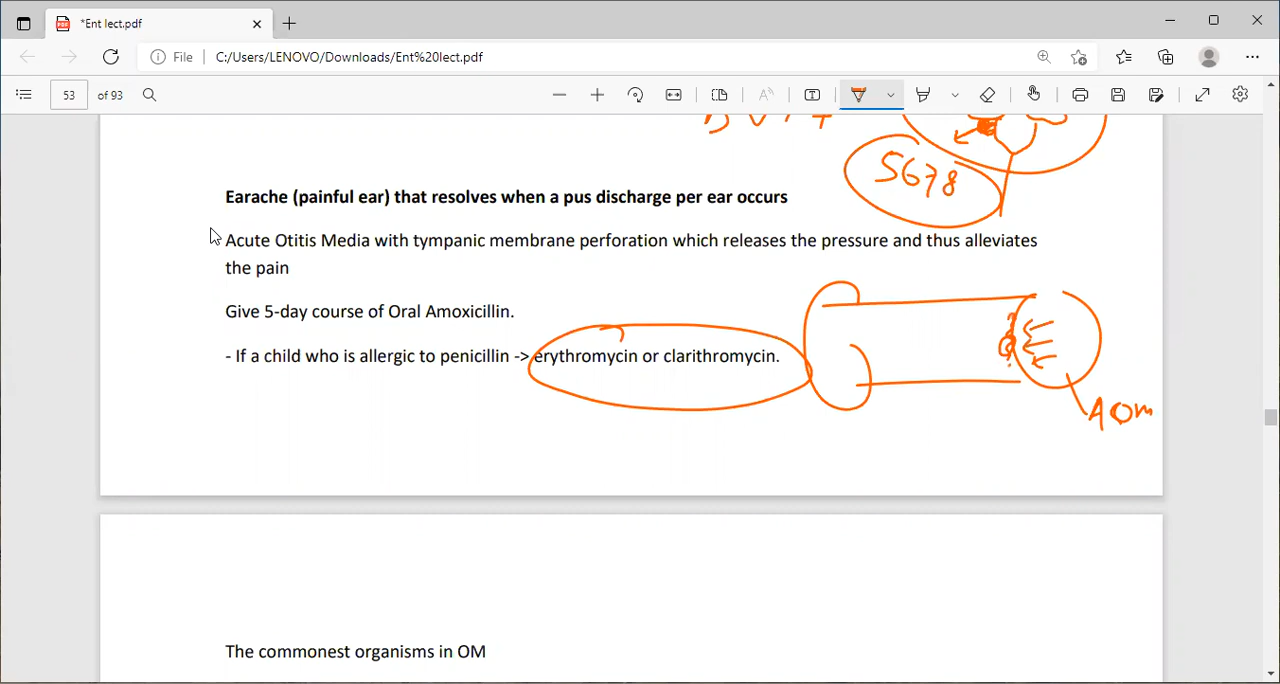 *Ent lect.pdf
File C:/Users/LENOVO/Downloads/Ent%20lect.pdf
53 of 93
5678
Earache (painful ear) that resolves when a pus discharge per ear occurs
Acute Otitis Media with tympanic membrane perforation which releases the pressure and thus alleviates
the pain
Give 5-day course of Oral Amoxicillin.
- If a child who is allergic to penicillin -> erythromycin or clarithromycin.
AOM
The commonest organisms in OM